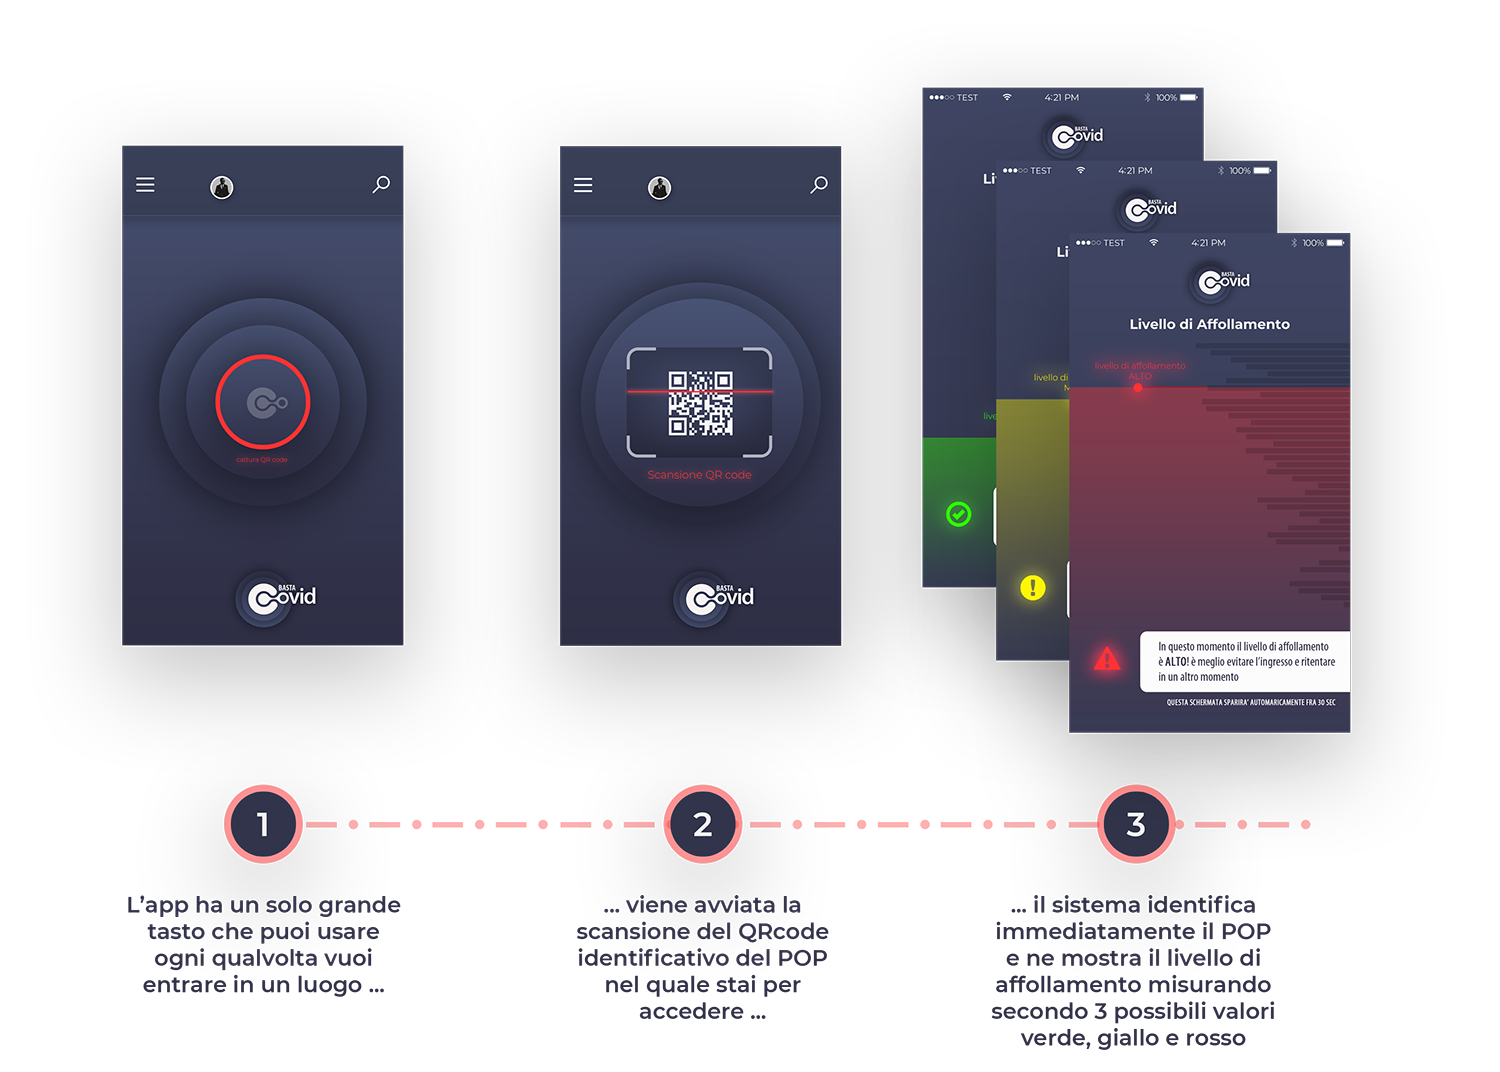 cattura QR code
BASTA
Covid
Scansione QR code
BASTA
Covid
TEST 4:21 PM 100%
BASTA
Covid
Li
live
TEST 4:21 PM 100%
BASTA
Covid
Li
livello di
M
TEST 4:21 PM 100%
BASTA
Covid
Livello di Affollamento
livello di affollamento
ALTO
In questo momento il livello di affollamento
è ALTO! è meglio evitare l'ingresso e ritentare
in un altro momento
QUESTA SCHERMATA SPARIRA' AUTOMARICAMENTE FRA 30 SEC
1
L'app ha un solo grande
tasto che puoi usare
ogni qualvolta vuoi
entrare in un luogo ...
2
... viene avviata la
scansione del QRcode
identificativo del POP
nel quale stai per
accedere ...
3
... il sistema identifica
immediatamente il POP
e ne mostra il livello di
affollamento misurando
secondo 3 possibili valori
verde, giallo e rosso